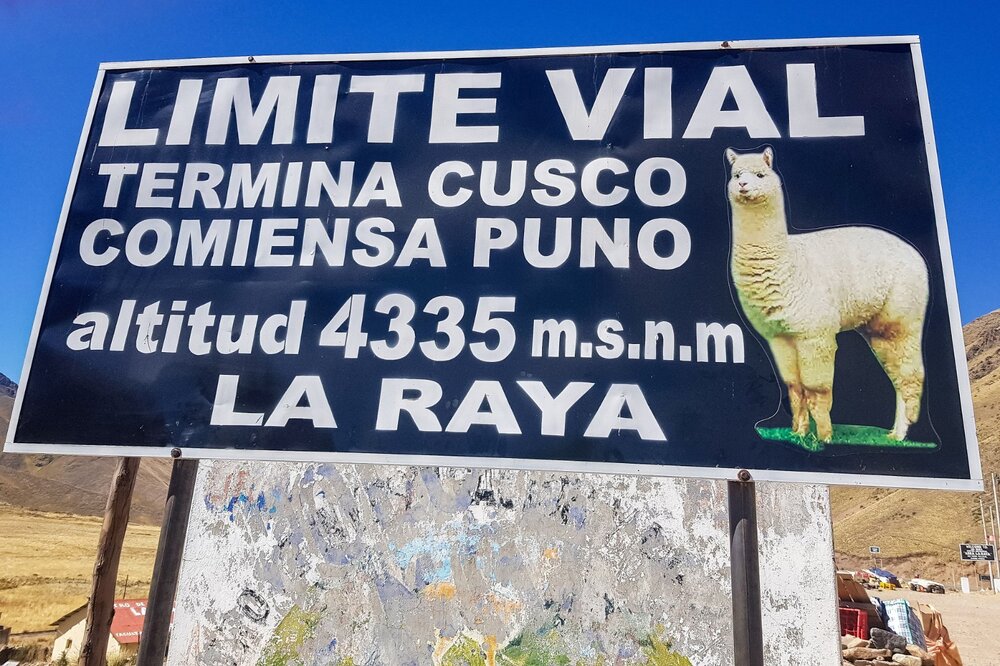 LIMITE VIAL
TERMINA CUSCO
COMIENSA PUNO
altitud 4335 m.s.n.m
LA RAYA